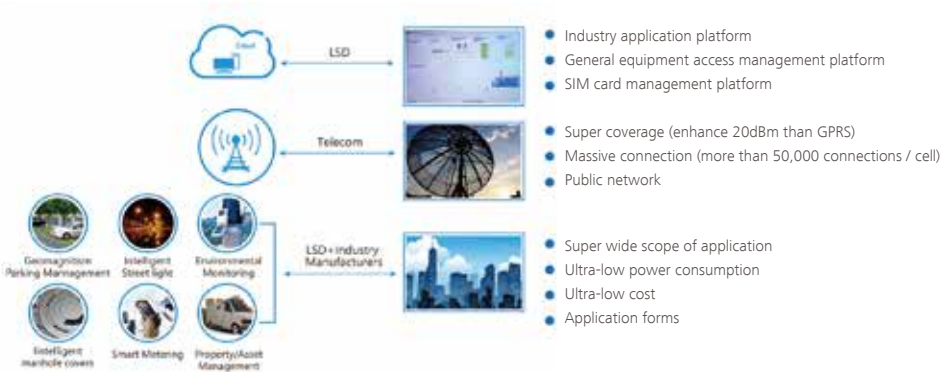 Cloud
LSD
Industry application platform
General equipment access management platform
SIM card management platform
Telecom
Super coverage (enhance 20dBm than GPRS)
Massive connection (more than 50,000 connections / cell)
Public network
Geomagnitism
Parking Mannagement
Intelligent
Street light
Environmental
Monitoring
LSD+Industry
Manufacturers
Super wide scope of application
Ultra-low power consumption
Ultra-low cost
Application forms
manhole covers
Smart Metering
Property/Asset
Management